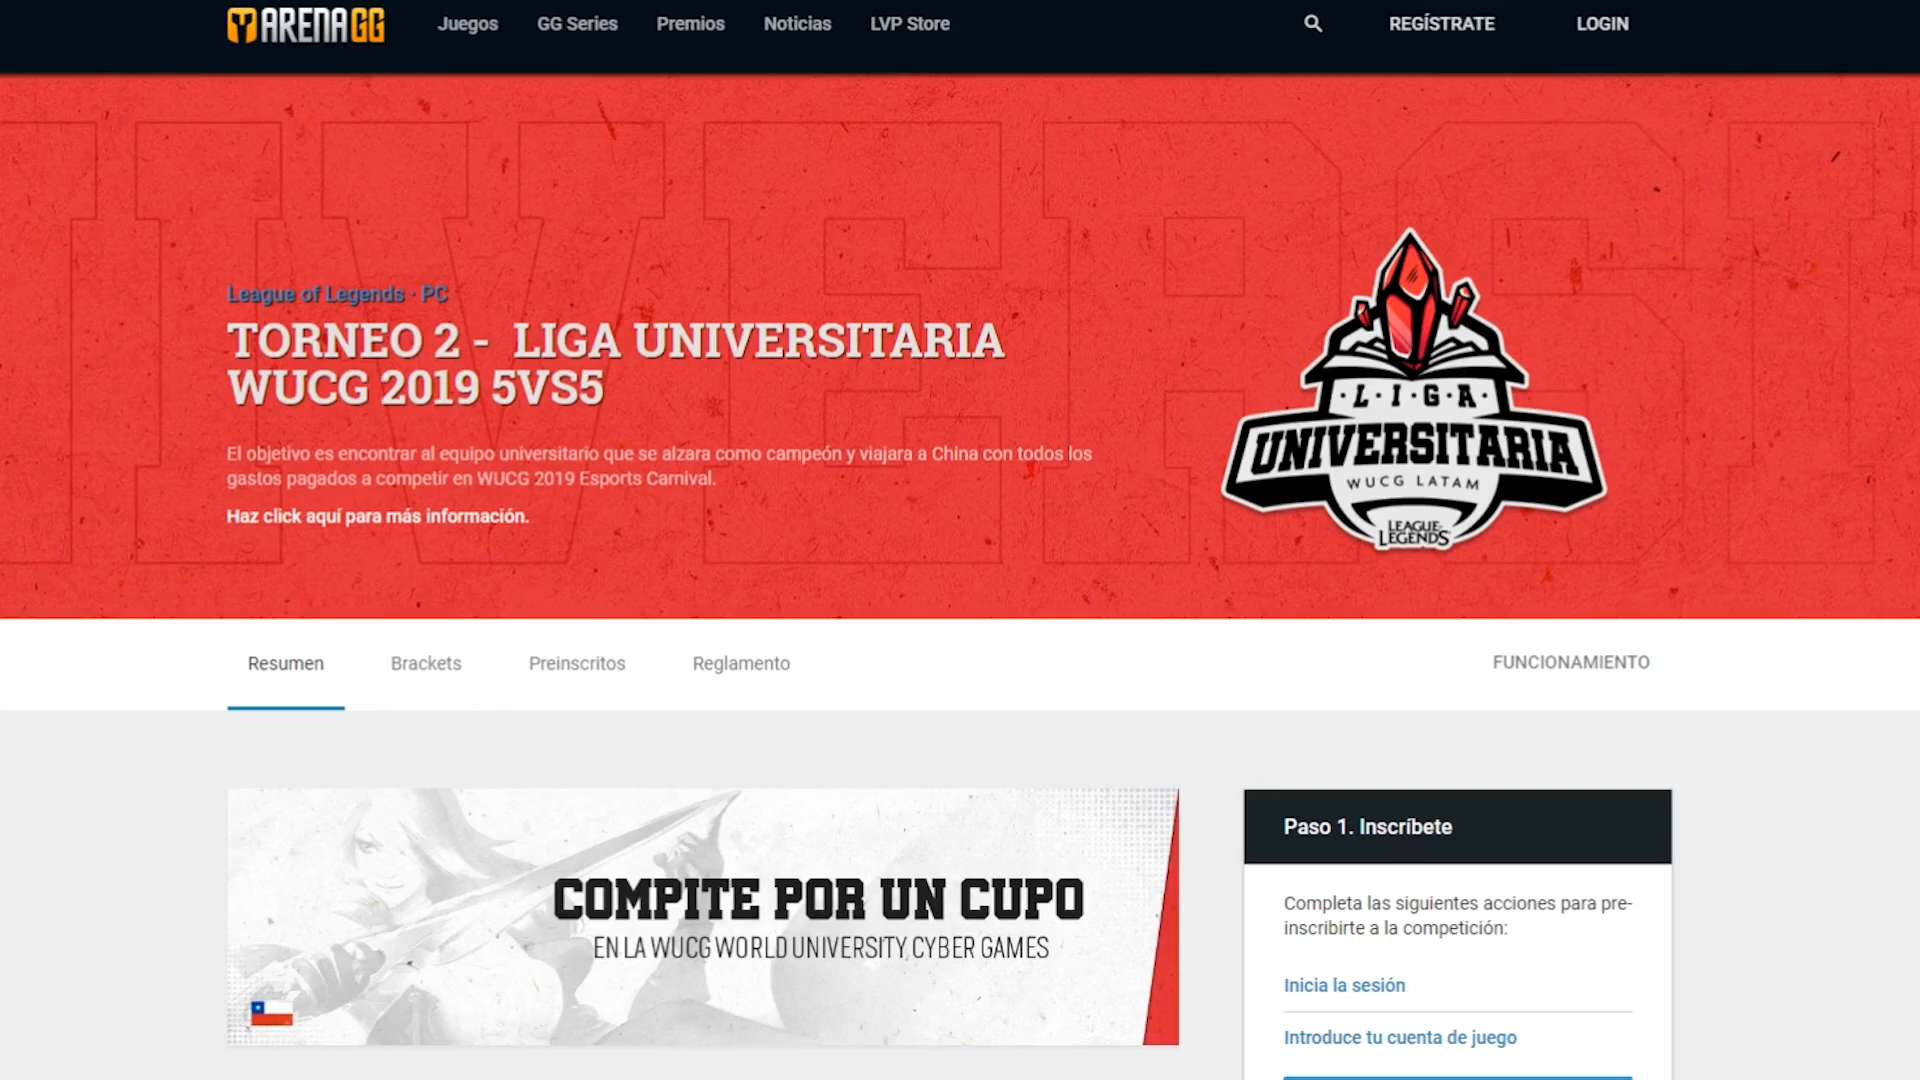 ARENAGG
Juegos
GG Series
Premios
Noticias
LVP Store
REGÍSTRATE
LOGIN
League of Legends · PC
TORNEO 2 - LIGA UNIVERSITARIA
WUCG 2019 5VS5
El objetivo es encontrar al equipo universitario que se alzara como campeón y viajara a China con todos los
gastos pagados a competir en WUCG 2019 Esports Carnival.
Haz click aquí para más información.
·L·I·G·A·
UNIVERSITARIA
WUCG LATAM
LEAGUE OF
LEGENDS
Resumen
Brackets
Preinscritos
Reglamento
FUNCIONAMIENTO
COMPITE POR UN CUPO
EN LA WUCG WORLD UNIVERSITY CYBER GAMES
Paso 1. Inscríbete
Completa las siguientes acciones para pre-
inscribirte a la competición:
Inicia la sesión
Introduce tu cuenta de juego